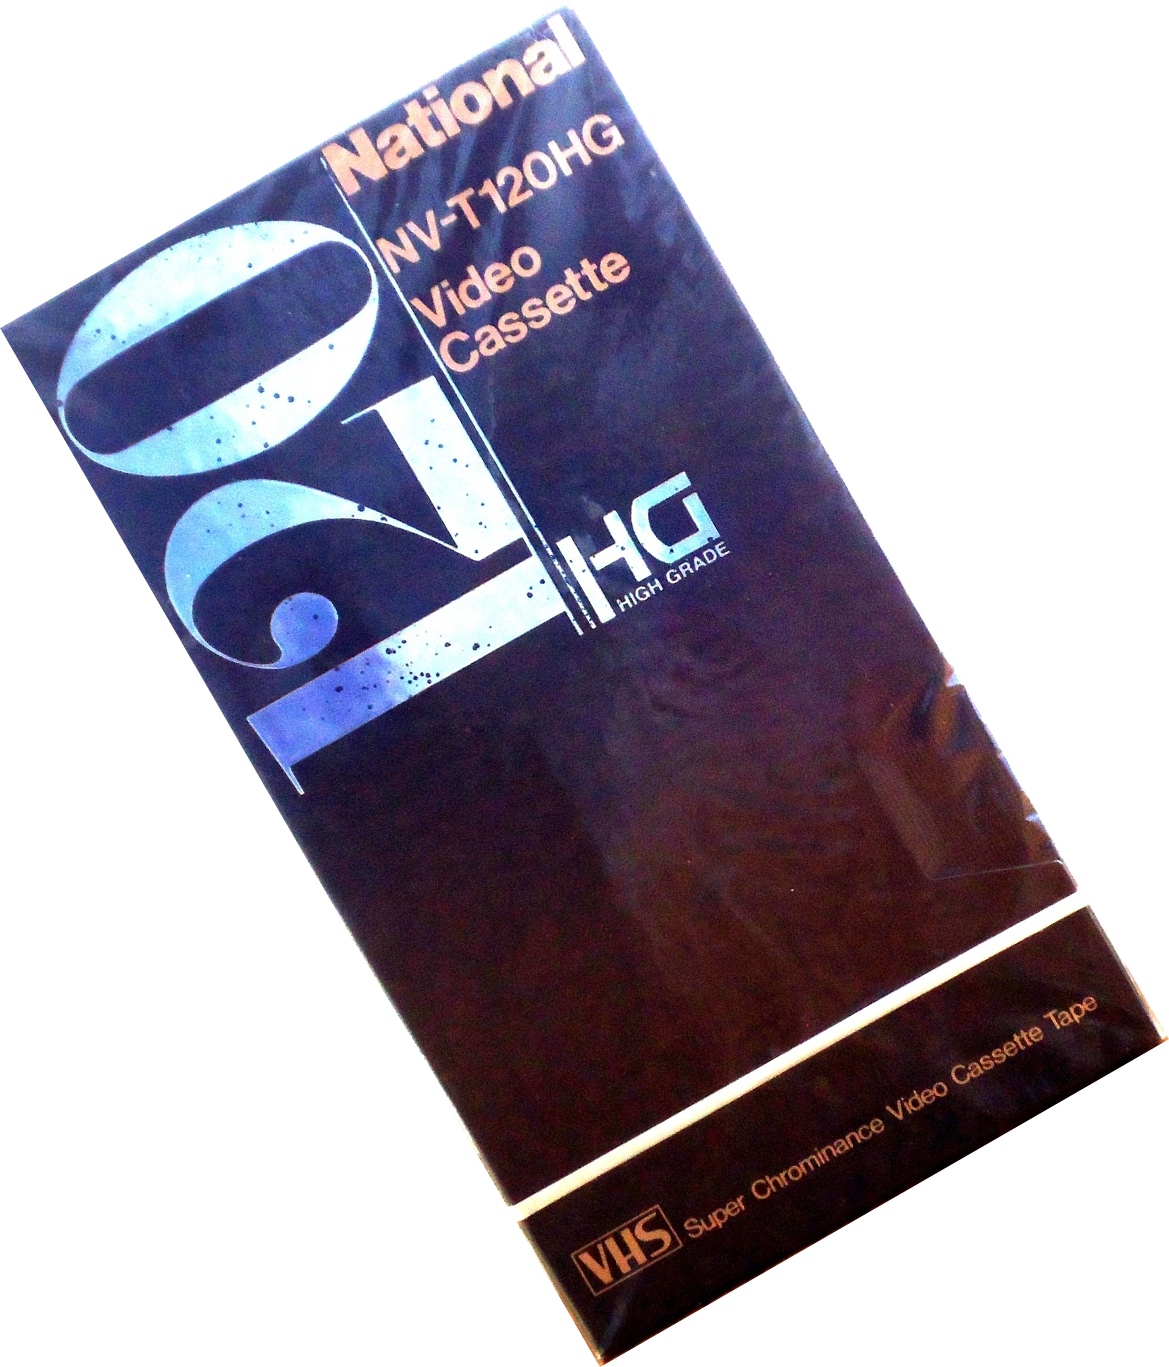 National
NV-T120HG
Video
Cassette
120
HG
HIGH GRADE
VHS Super Chrominance Video Cassette Tape